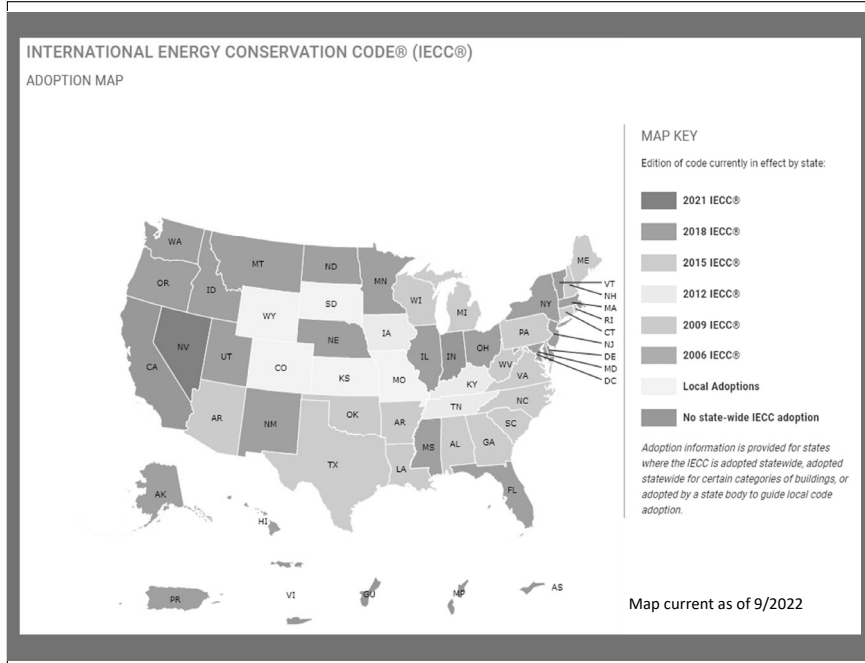 INTERNATIONAL ENERGY CONSERVATION CODE® (IECC®)
ADOPTION MAP
MAP KEY
Edition of code currently in effect by state:
2021 IECC®
2018 IECC®
2015 IECC®
2012 IECC®
2009 IECC®
2006 IECC®
Local Adoptions
No state-wide IECC adoption
Adoption information is provided for states
where the IECC is adopted statewide, adopted
statewide for certain categories of buildings, or
adopted by a state body to guide local code
adoption.
WA
MT
ND
MN
ME
OR
ID
SD
WI
MI
NY
VT
NH
MA
RI
CT
NJ
DE
MD
DC
WY
IA
NE
PA
NV
UT
CO
IL
IN
OH
WV
VA
CA
KS
MO
KY
NC
TN
AR
NM
OK
AR
SC
MS
AL
GA
TX
LA
FL
AK
HI
PR
VI
GU
MP
AS
Map current as of 9/2022